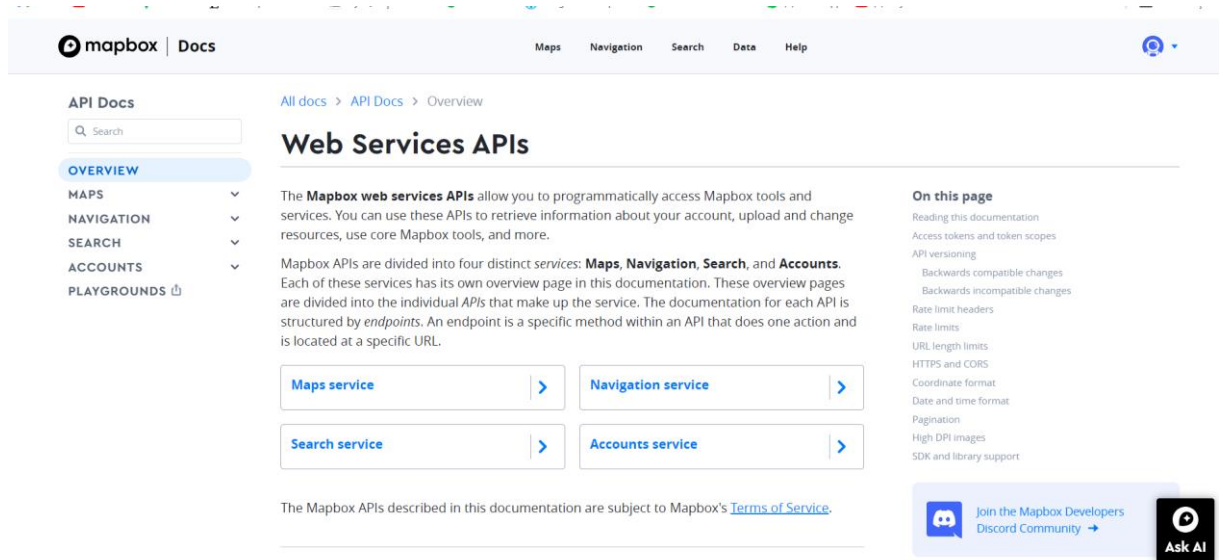 mapbox | Docs
Maps Navigation Search Data Help
API Docs
Search
OVERVIEW
MAPS
NAVIGATION
SEARCH
ACCOUNTS
PLAYGROUNDS
All docs > API Docs > Overview
Web Services APIs
The Mapbox web services APIs allow you to programmatically access Mapbox tools and
services. You can use these APIs to retrieve information about your account, upload and change
resources, use core Mapbox tools, and more.
Mapbox APIs are divided into four distinct services: Maps, Navigation, Search, and Accounts.
Each of these services has its own overview page in this documentation. These overview pages
are divided into the individual APIs that make up the service. The documentation for each API is
structured by endpoints. An endpoint is a specific method within an API that does one action and
is located at a specific URL.
Maps service
Navigation service
Search service
Accounts service
The Mapbox APIs described in this documentation are subject to Mapbox's Terms of Service.
On this page
Reading this documentation
Access tokens and token scopes
API versioning
Backwards compatible changes
Backwards incompatible changes
Rate limit headers
Rate limits
URL length limits
HTTPS and CORS
Coordinate format
Date and time format
Pagination
High DPI images
SDK and library support
Join the Mapbox Developers
Discord Community →
Ask AI